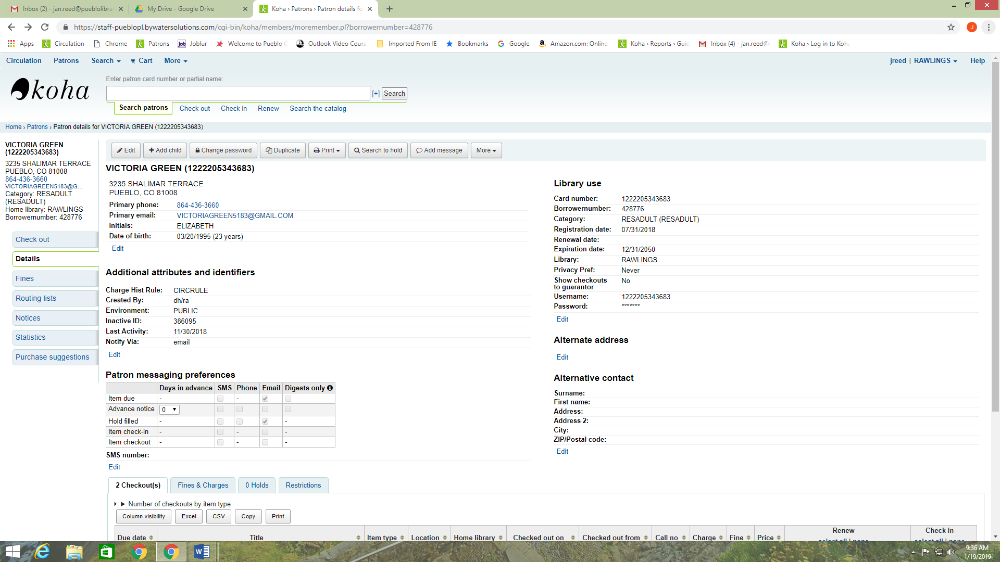 Inbox (2) - jan.reed@pueblolibra
My Drive - Google Drive
Koha › Patrons › Patron details fo
https://staff-pueblopl.bywatersolutions.com/cgi-bin/koha/members/moremember.pl?borrowernumber=428776
J
Apps Circulation Chrome Patrons Joblur Welcome to Pueblo Outlook Video Cours Imported From IE Bookmarks Google Amazon.com: Online Koha › Reports › Guid Inbox (4) - jan.reed@ Koha › Log in to Koha
Circulation Patrons Search Cart More jreed | RAWLINGS Help
koha
Enter patron card number or partial name:
[+] Search
Search patrons Check out Check in Renew Search the catalog
Home › Patrons › Patron details for VICTORIA GREEN (1222205343683)
VICTORIA GREEN
(1222205343683)
3235 SHALIMAR TERRACE
PUEBLO, CO 81008
864-436-3660
VICTORIAGREEN5183@G...
Category: RESADULT
(RESADULT)
Home library: RAWLINGS
Borrowernumber: 428776
Check out
Details
Fines
Routing lists
Notices
Statistics
Purchase suggestions
Edit Add child Change password Duplicate Print Search to hold Add message More
VICTORIA GREEN (1222205343683)
3235 SHALIMAR TERRACE
PUEBLO, CO 81008
Primary phone: 864-436-3660
Primary email: VICTORIAGREEN5183@GMAIL.COM
Initials: ELIZABETH
Date of birth: 03/20/1995 (23 years)
Edit
Additional attributes and identifiers
Charge Hist Rule: CIRCRULE
Created By: dh/ra
Environment: PUBLIC
Inactive ID: 386095
Last Activity: 11/30/2018
Notify Via: email
Edit
Patron messaging preferences
Days in advance SMS Phone Email Digests only
Item due - -
Advance notice 0
Hold filled - -
Item check-in - - -
Item checkout - - -
SMS number:
Edit
Library use
Card number: 1222205343683
Borrowernumber: 428776
Category: RESADULT (RESADULT)
Registration date: 07/31/2018
Renewal date:
Expiration date: 12/31/2050
Library: RAWLINGS
Privacy Pref: Never
Show checkouts No
to guarantor
Username: 1222205343683
Password: *******
Edit
Alternate address
Edit
Alternative contact
Surname:
First name:
Address:
Address 2:
City:
ZIP/Postal code:
Edit
2 Checkout(s) Fines & Charges 0 Holds Restrictions
Number of checkouts by item type
Column visibility Excel CSV Copy Print
Due date Title Item type Location Home library Checked out on Checked out from Call no Charge Fine Price Renew Check in
select all | none select all | none
9:36 AM
1/19/2019